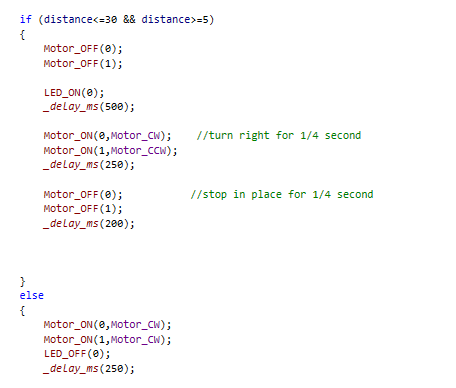 if (distance<=30 && distance>=5)
{
Motor_OFF(0);
Motor_OFF(1);
LED_ON(0);
_delay_ms(500);
Motor_ON(0,Motor_CW);    //turn right for 1/4 second
Motor_ON(1,Motor_CCW);
_delay_ms(250);
Motor_OFF(0);    //stop in place for 1/4 second
Motor_OFF(1);
_delay_ms(200);
}
else
{
Motor_ON(0,Motor_CW);
Motor_ON(1,Motor_CW);
LED_OFF(0);
_delay_ms(250);